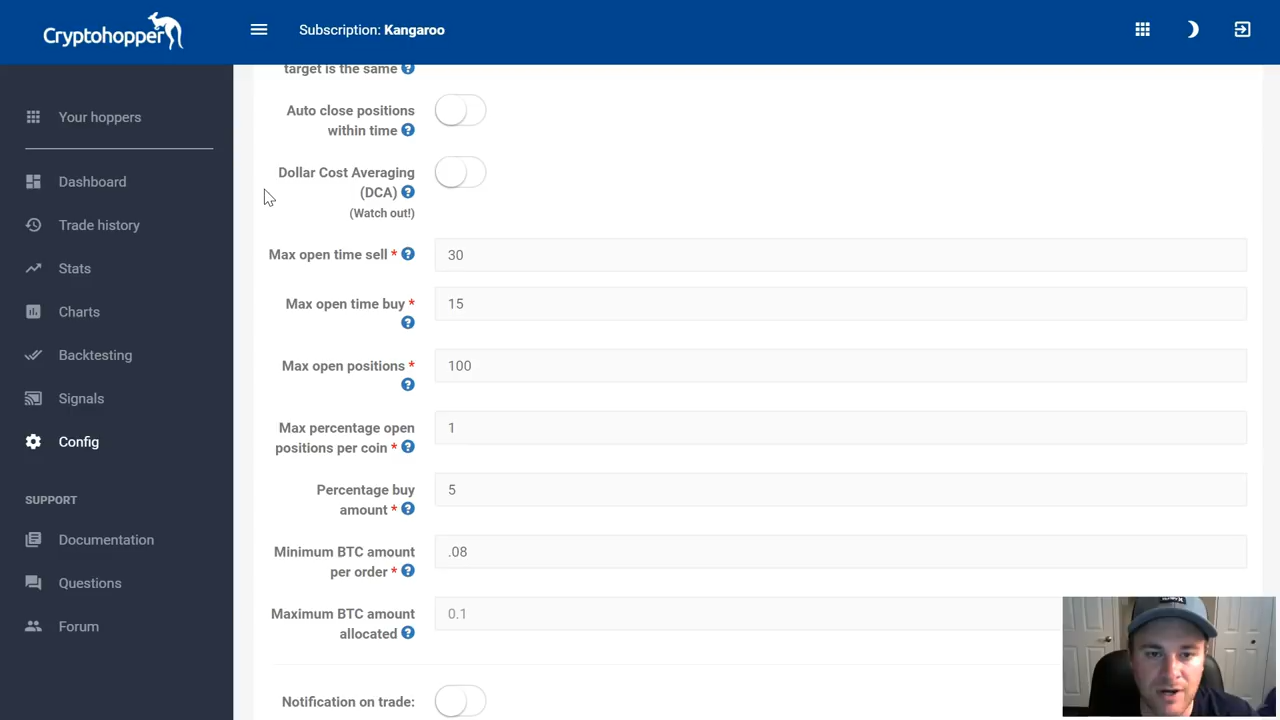 Cryptohopper
Subscription: Kangaroo
Your hoppers
Dashboard
Trade history
Stats
Charts
Backtesting
Signals
Config
SUPPORT
Documentation
Questions
Forum
target is the same ?
Auto close positions
within time ?
Dollar Cost Averaging
(DCA) ?
(Watch out!)
Max open time sell * ? 30
Max open time buy * 15
?
Max open positions * 100
?
Max percentage open 1
positions per coin * ?
Percentage buy 5
amount * ?
Minimum BTC amount .08
per order * ?
Maximum BTC amount 0.1
allocated ?
Notification on trade: